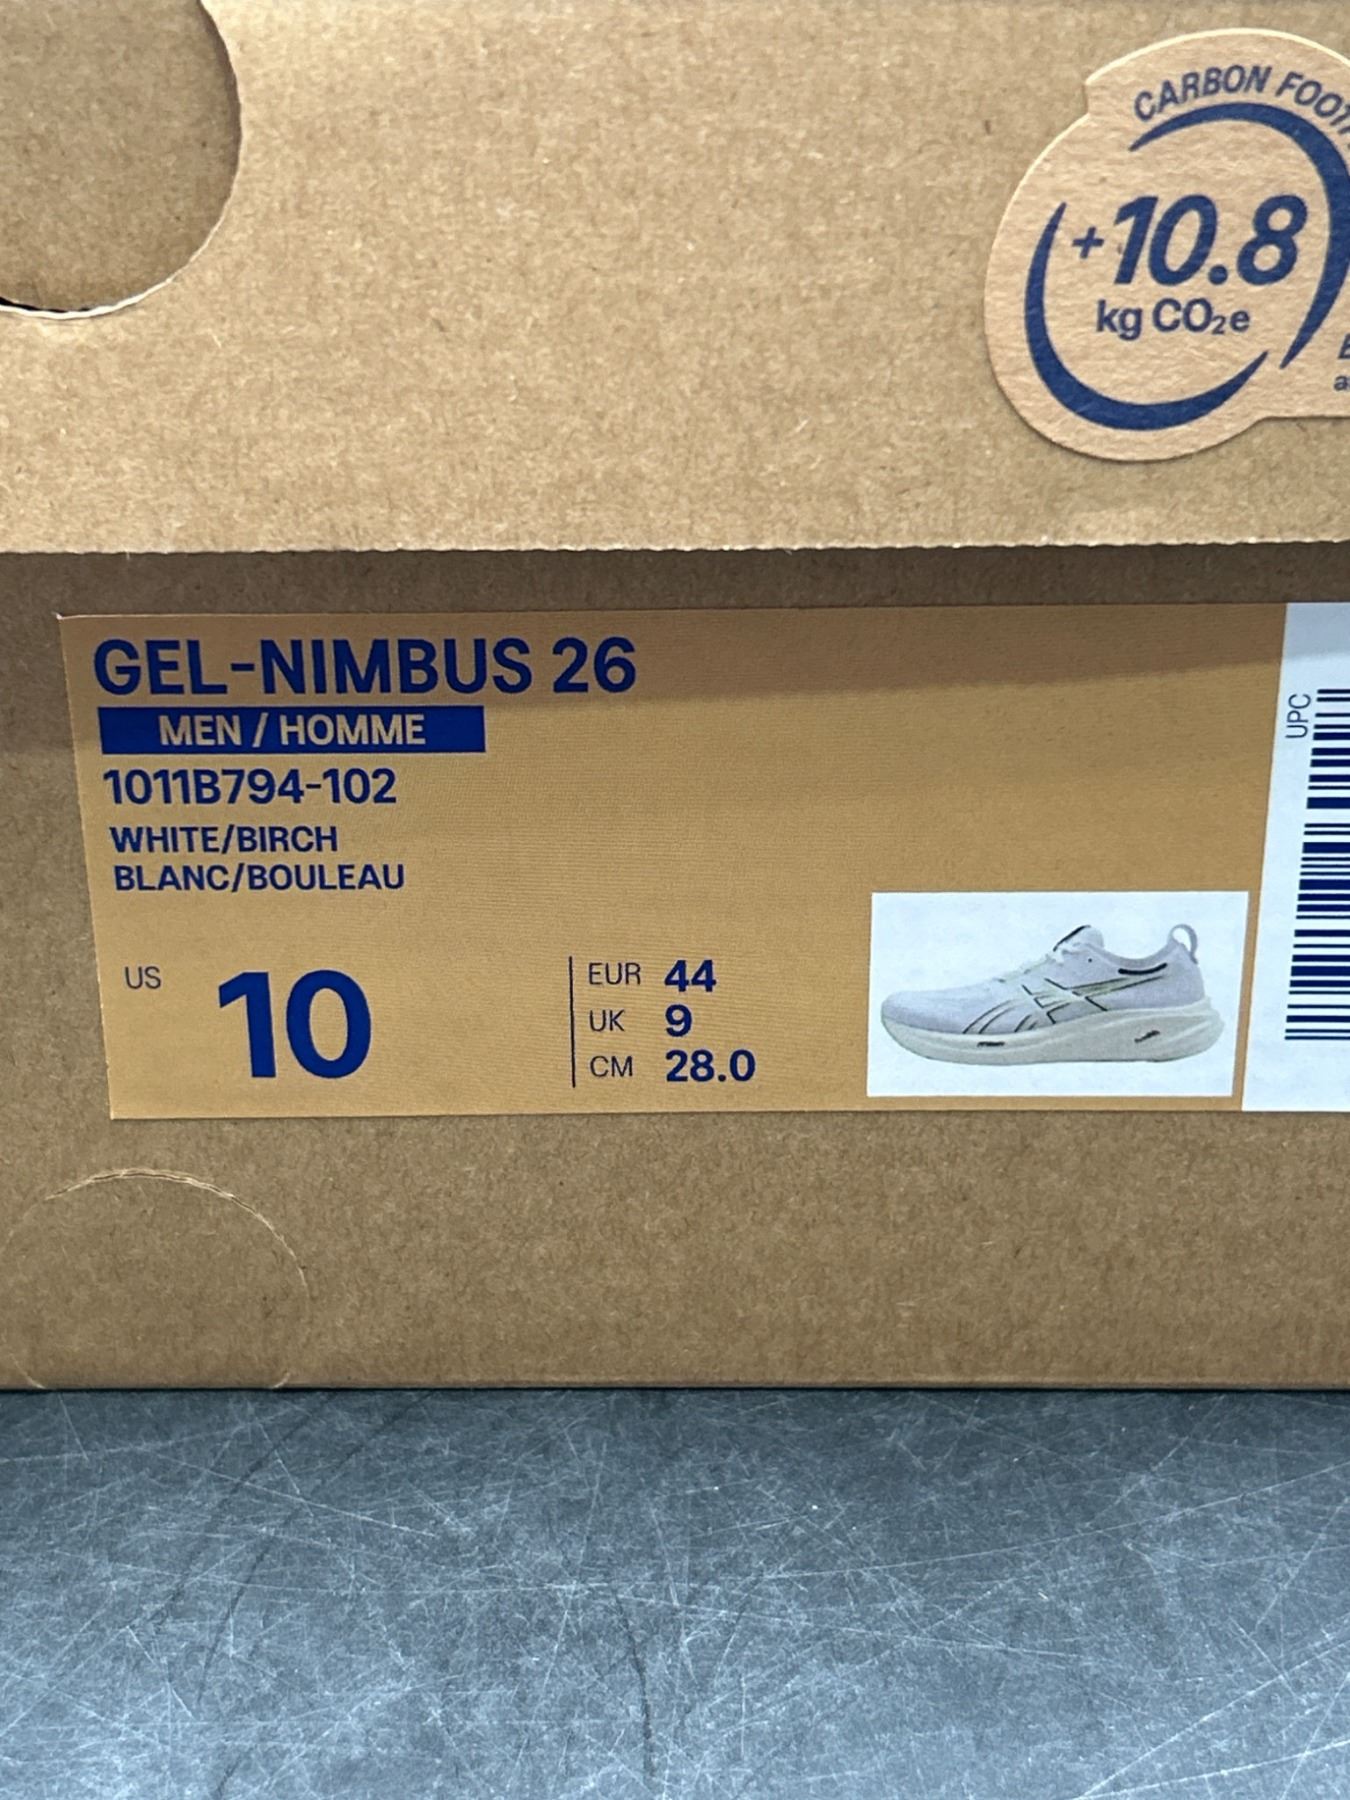 CARBON
+10.8
kg CO₂e
GEL-NIMBUS 26
MEN / HOMME
1011B794-102
WHITE/BIRCH
BLANC/BOULEAU
US 10
EUR 44
UK 9
CM 28.0
UPC